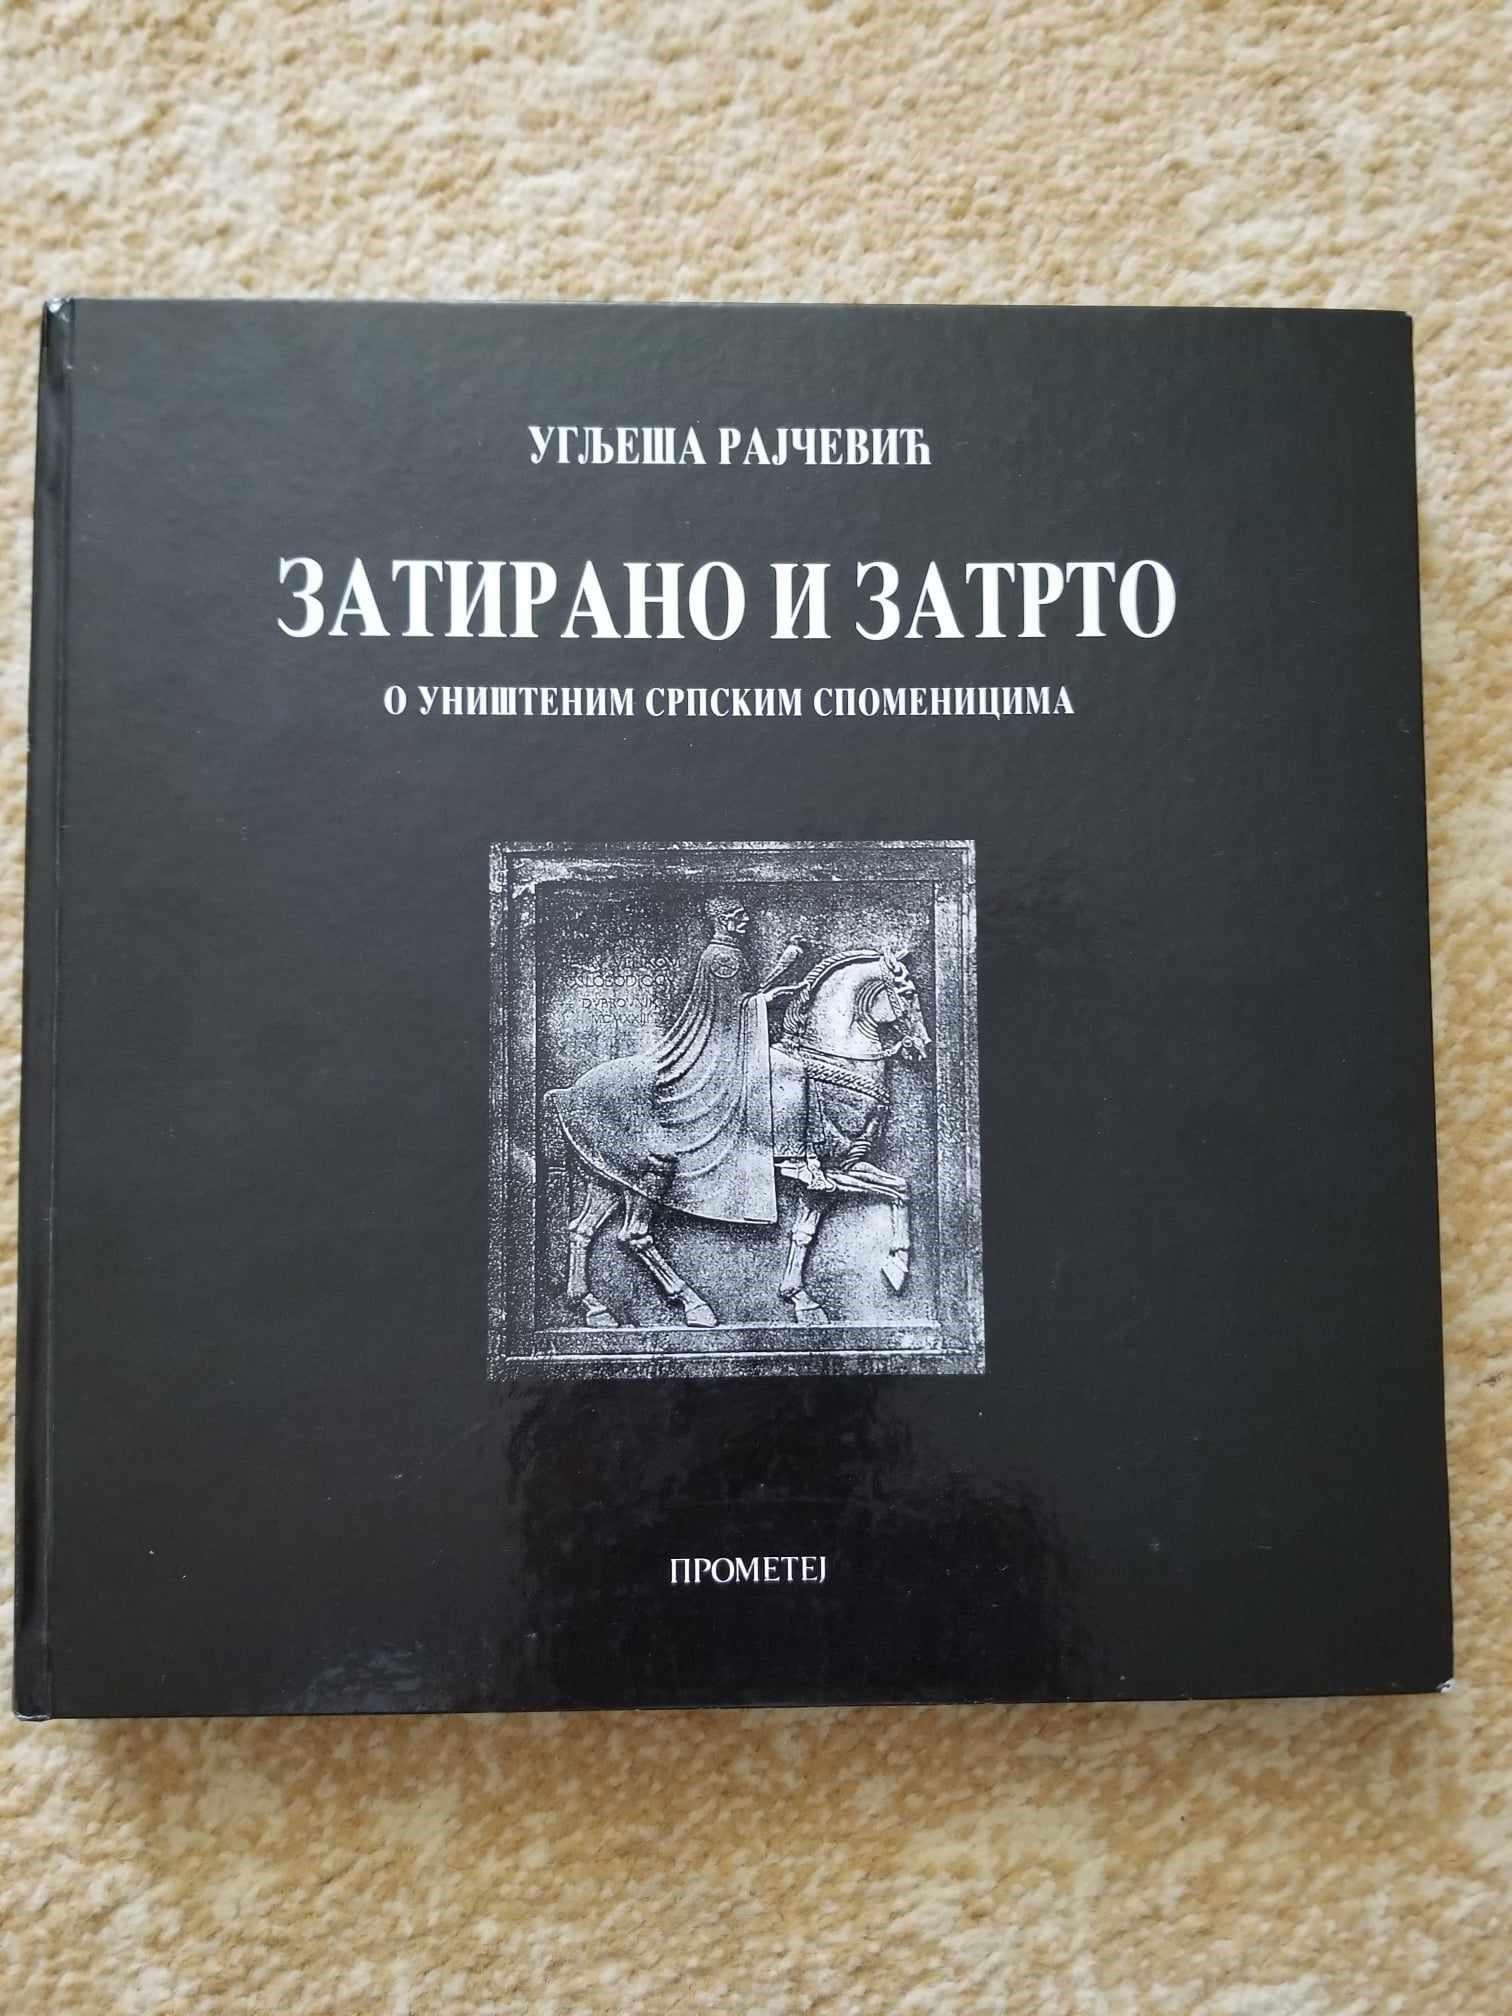 УГЉЕША РАЈЧЕВИЋ
ЗАТИРАНО И ЗАТРТО
О УНИШТЕНИМ СРПСКИМ СПОМЕНИЦИМА
ПРОМЕТЕЈ